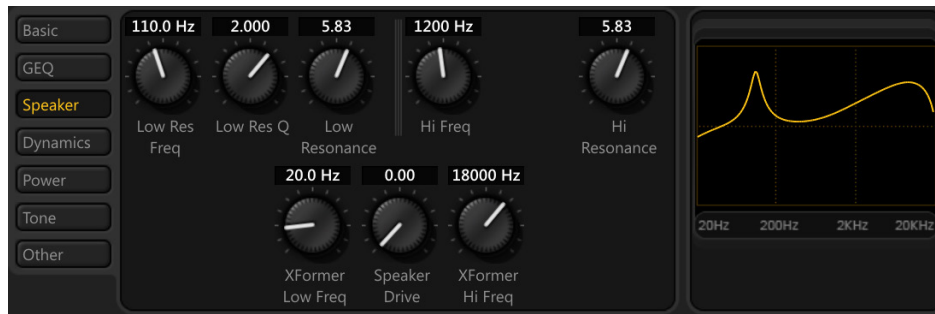 Basic
GEQ
Speaker
Dynamics
Power
Tone
Other
110.0 Hz 2.000 5.83 1200 Hz 5.83
Low Res Low Res Q Low Hi Freq Hi
Freq Resonance Resonance
20.0 Hz 0.00 18000 Hz
XFormer Speaker XFormer
Low Freq Drive Hi Freq
20Hz 200Hz 2KHz 20KHz